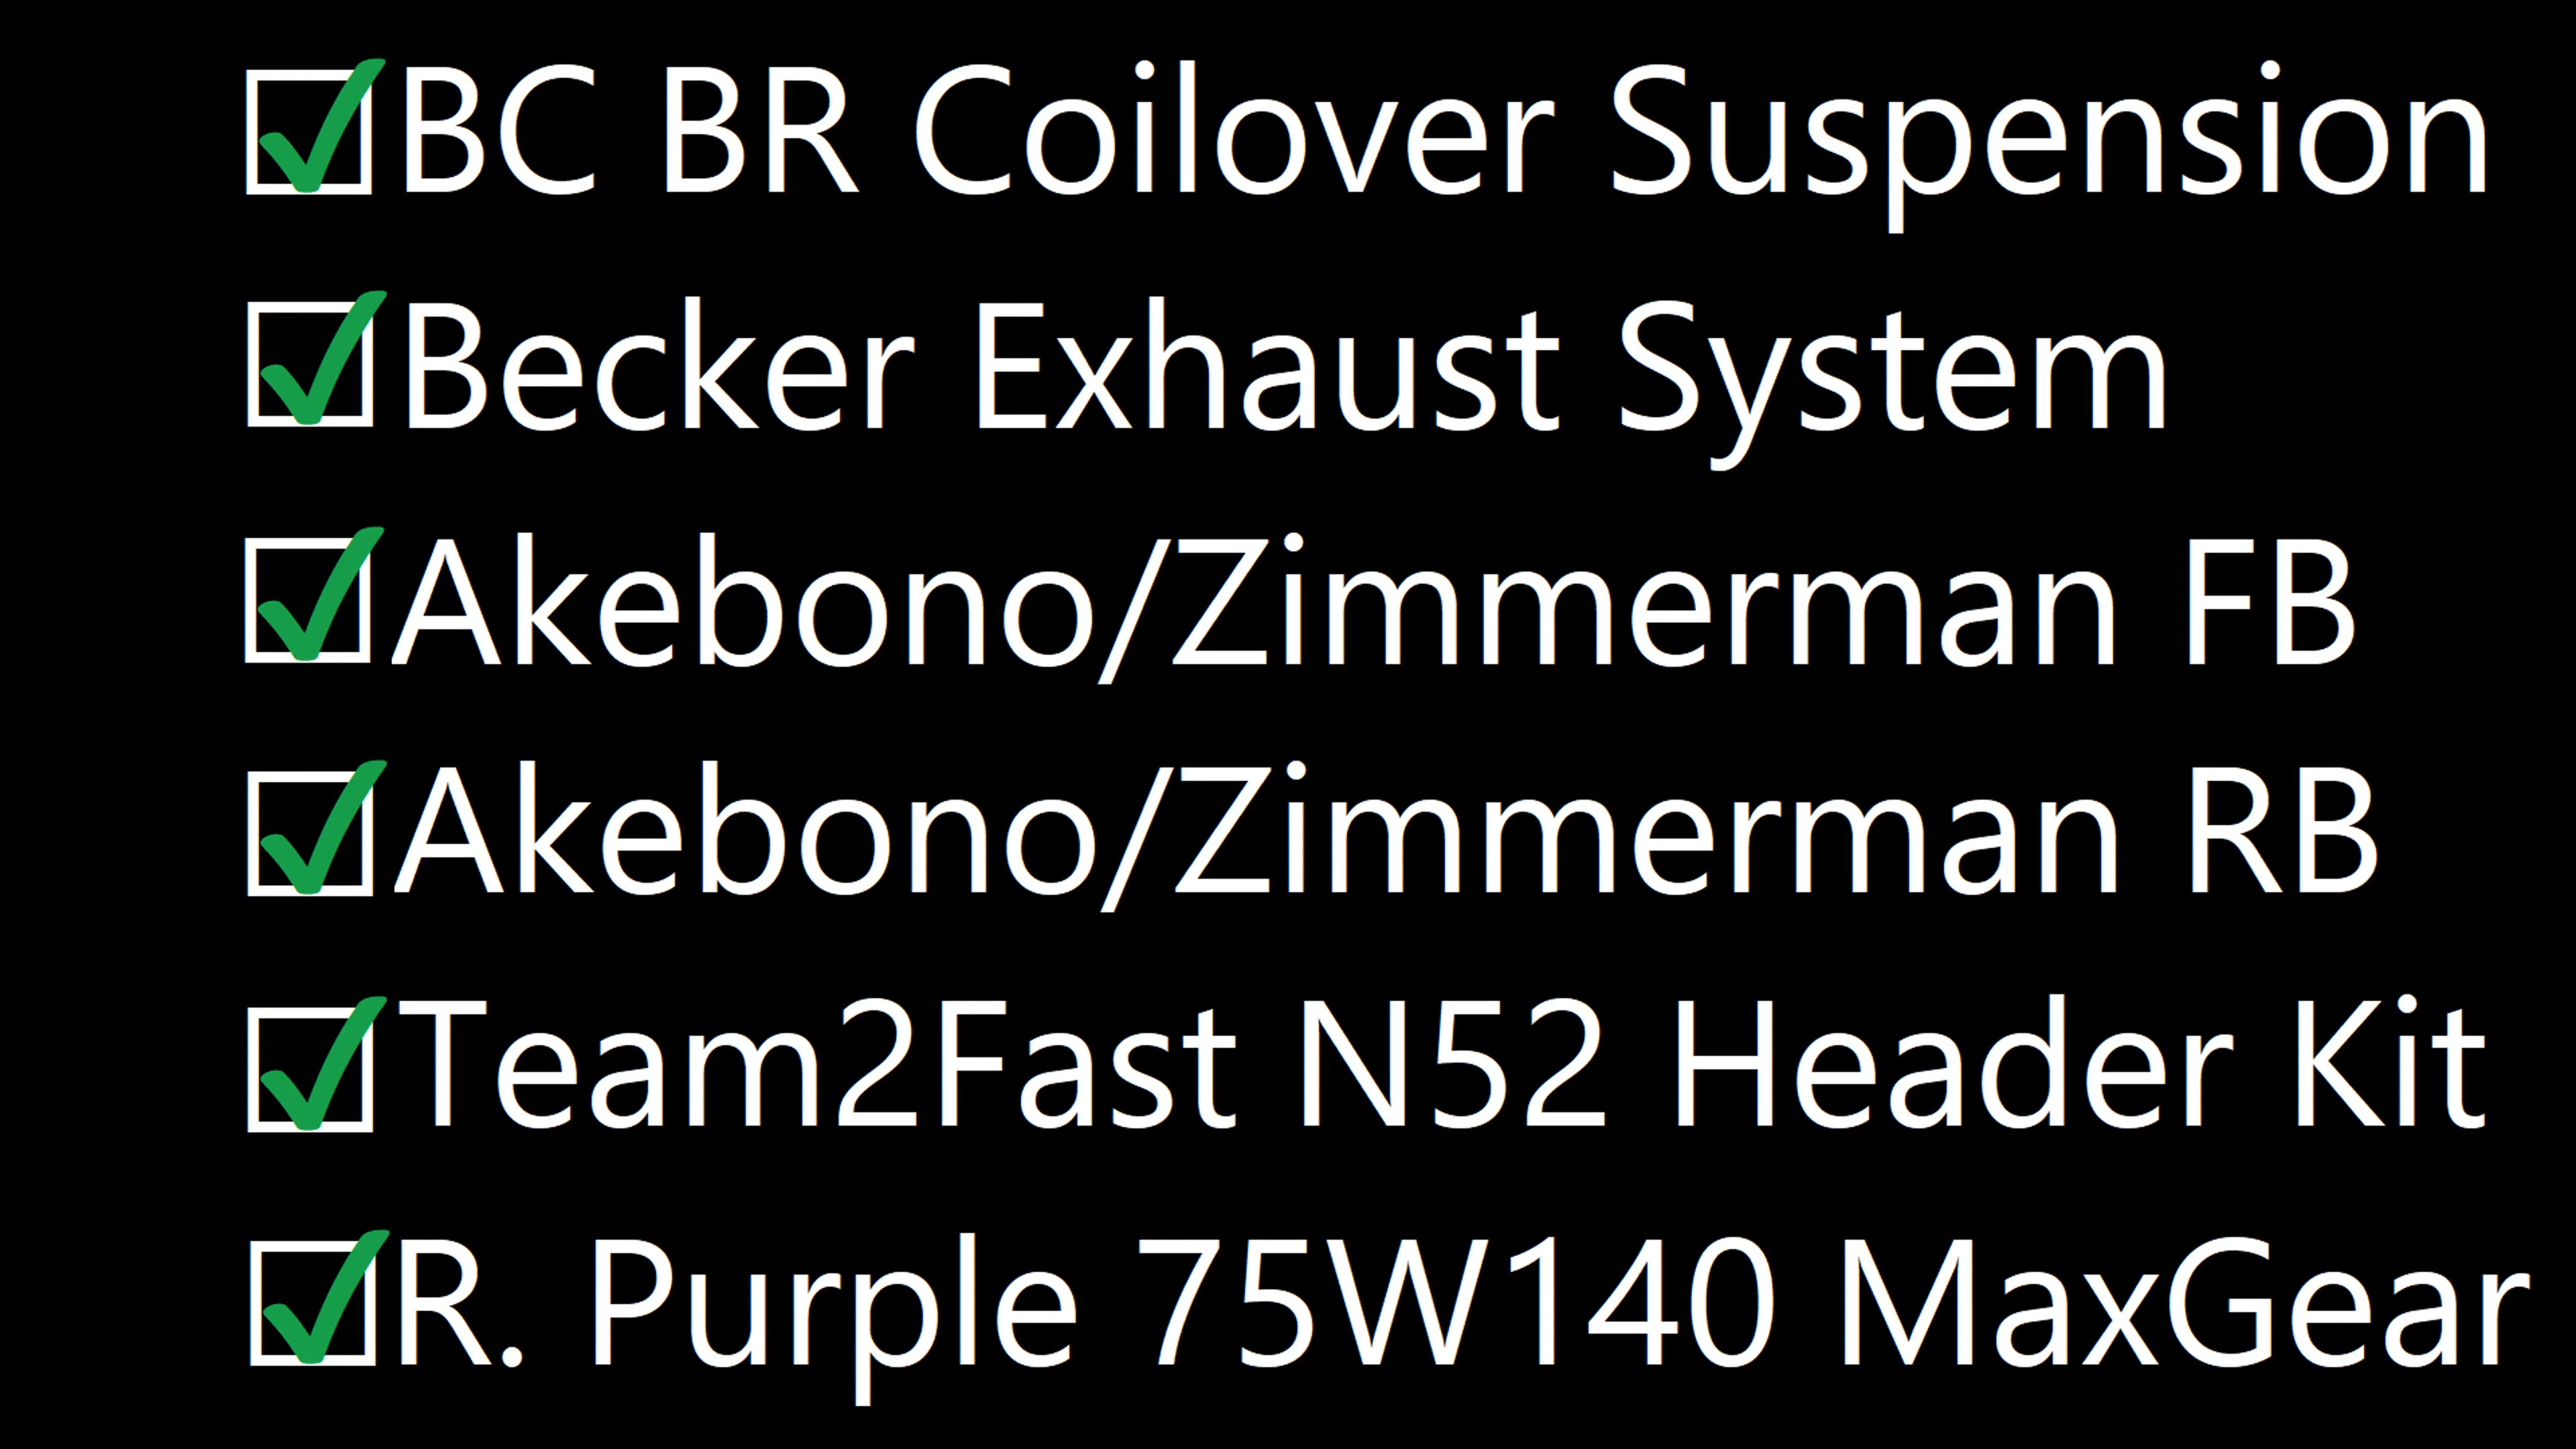 BC BR Coilover Suspension
Becker Exhaust System
Akebono/Zimmerman FB
Akebono/Zimmerman RB
Team2Fast N52 Header Kit
R. Purple 75W140 MaxGear